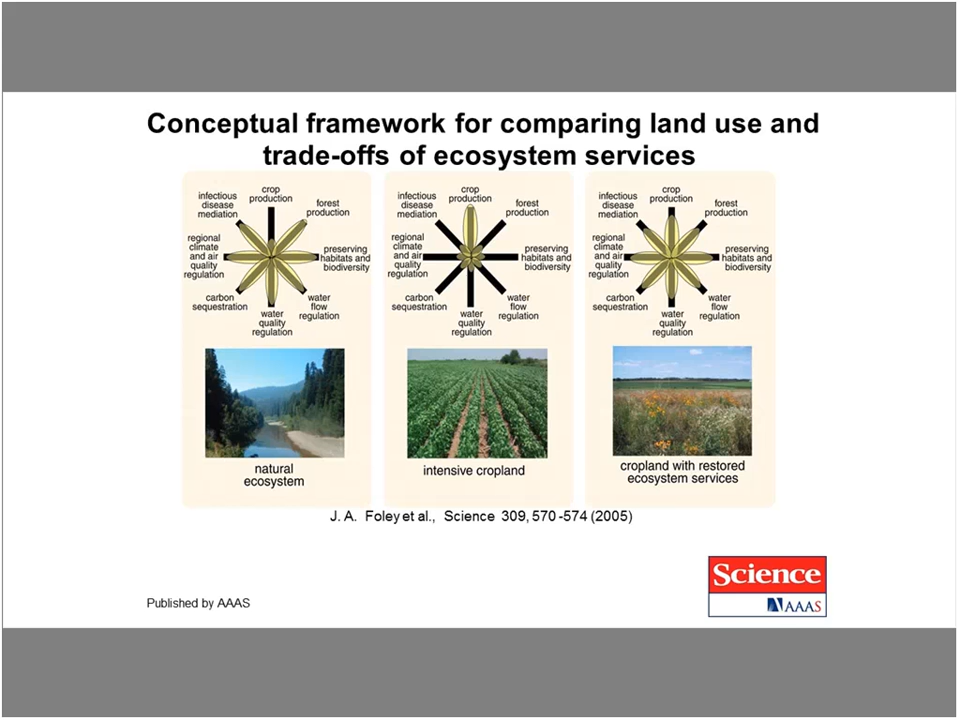 Conceptual framework for comparing land use and
trade-offs of ecosystem services
crop
production
infectious
disease
mediation
forest
production
regional
climate
and air
quality
regulation
preserving
habitats and
biodiversity
carbon
sequestration
water
flow
regulation
water
quality
regulation
natural
ecosystem
crop
production
infectious
disease
mediation
forest
production
regional
climate
and air
quality
regulation
preserving
habitats and
biodiversity
carbon
sequestration
water
flow
regulation
water
quality
regulation
intensive cropland
crop
production
infectious
disease
mediation
forest
production
regional
climate
and air
quality
regulation
preserving
habitats and
biodiversity
carbon
sequestration
water
flow
regulation
water
quality
regulation
cropland with restored
ecosystem services
J. A. Foley et al., Science 309, 570-574 (2005)
Science
AAAS
Published by AAAS